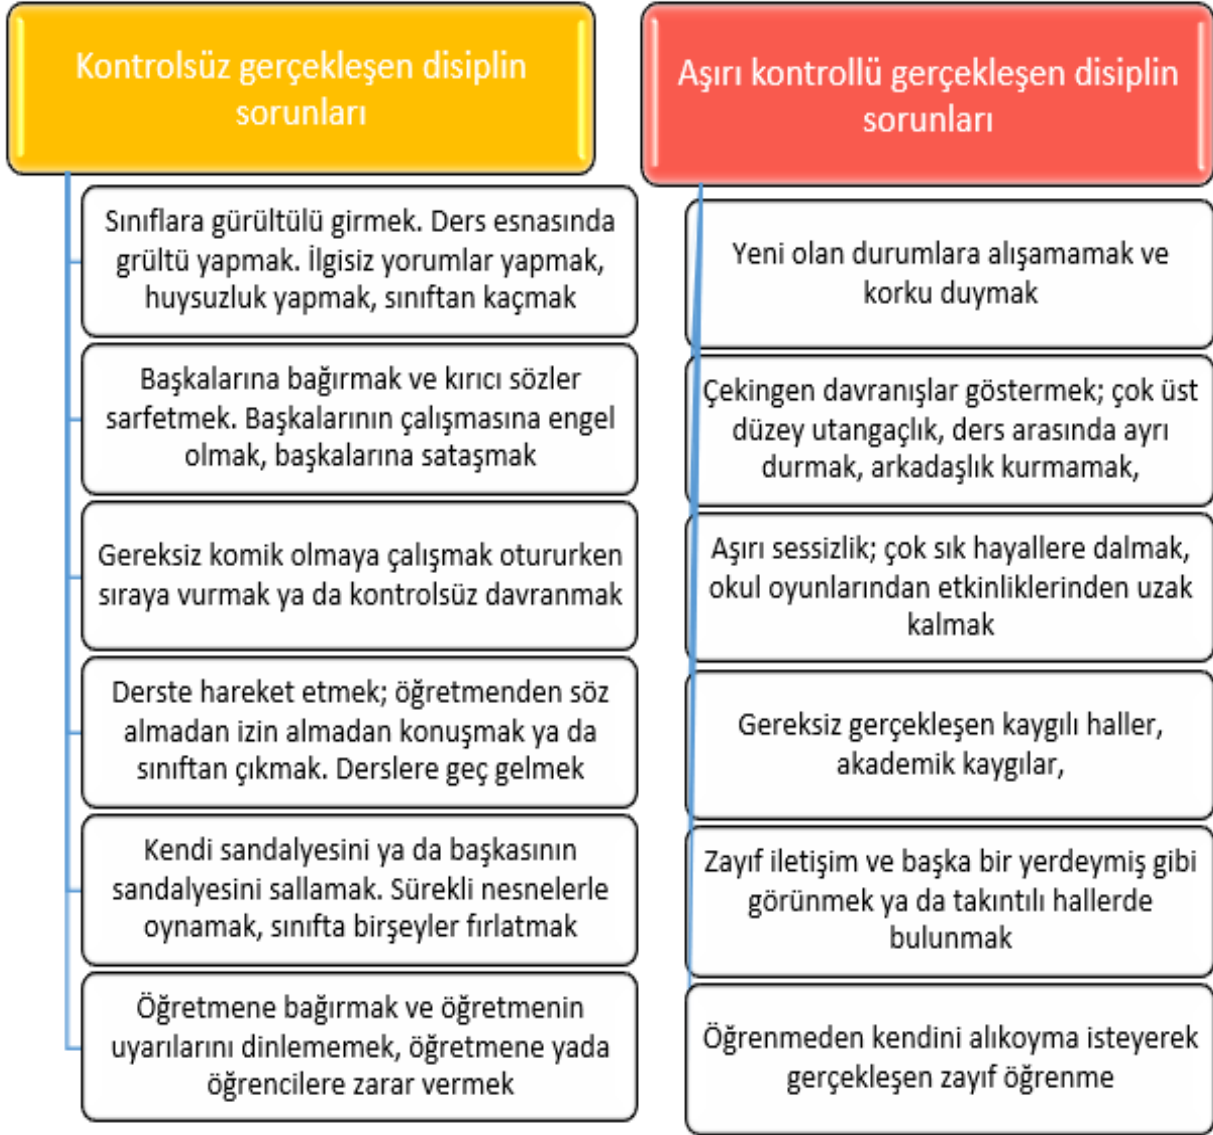 Kontrolsüz gerçekleşen disiplin
sorunları
Sınıflara gürültülü girmek. Ders esnasında
grültü yapmak. İlgisiz yorumlar yapmak,
huysuzluk yapmak, sınıftan kaçmak
Başkalarına bağırmak ve kırıcı sözler
sarfetmek. Başkalarının çalışmasına engel
olmak, başkalarına sataşmak
Gereksiz komik olmaya çalışmak otururken
sıraya vurmak ya da kontrolsüz davranmak
Derste hareket etmek; öğretmenden söz
almadan izin almadan konuşmak ya da
sınıftan çıkmak. Derslere geç gelmek
Kendi sandalyesini ya da başkasının
sandalyesini sallamak. Sürekli nesnelerle
oynamak, sınıfta birşeyler fırlatmak
Öğretmene bağırmak ve öğretmenin
uyarılarını dinlememek, öğretmene yada
öğrencilere zarar vermek
Aşırı kontrollü gerçekleşen disiplin
sorunları
Yeni olan durumlara alışamamak ve
korku duymak
Çekingen davranışlar göstermek; çok üst
düzey utangaçlık, ders arasında ayrı
durmak, arkadaşlık kurmamak,
Aşırı sessizlik; çok sık hayallere dalmak,
okul oyunlarından etkinliklerinden uzak
kalmak
Gereksiz gerçekleşen kaygılı haller,
akademik kaygılar,
Zayıf iletişim ve başka bir yerdeymiş gibi
görünmek ya da takıntılı hallerde
bulunmak
Öğrenmeden kendini alıkoyma isteyerek
gerçekleşen zayıf öğrenme